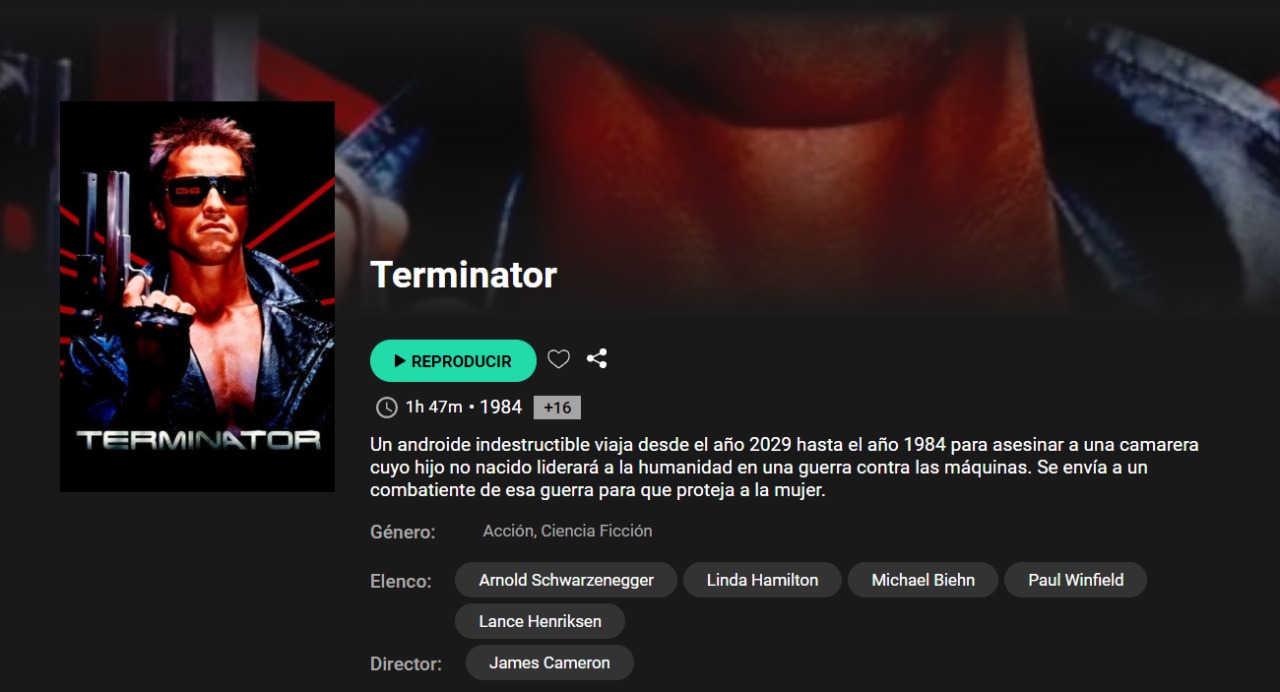 TERMINATOR
Terminator
REPRODUCIR
1h 47m • 1984 +16
Un androide indestructible viaja desde el año 2029 hasta el año 1984 para asesinar a una camarera
cuyo hijo no nacido liderará a la humanidad en una guerra contra las máquinas. Se envía a un
combatiente de esa guerra para que proteja a la mujer.
Género: Acción, Ciencia Ficción
Elenco: Arnold Schwarzenegger Linda Hamilton Michael Biehn Paul Winfield
Lance Henriksen
Director: James Cameron